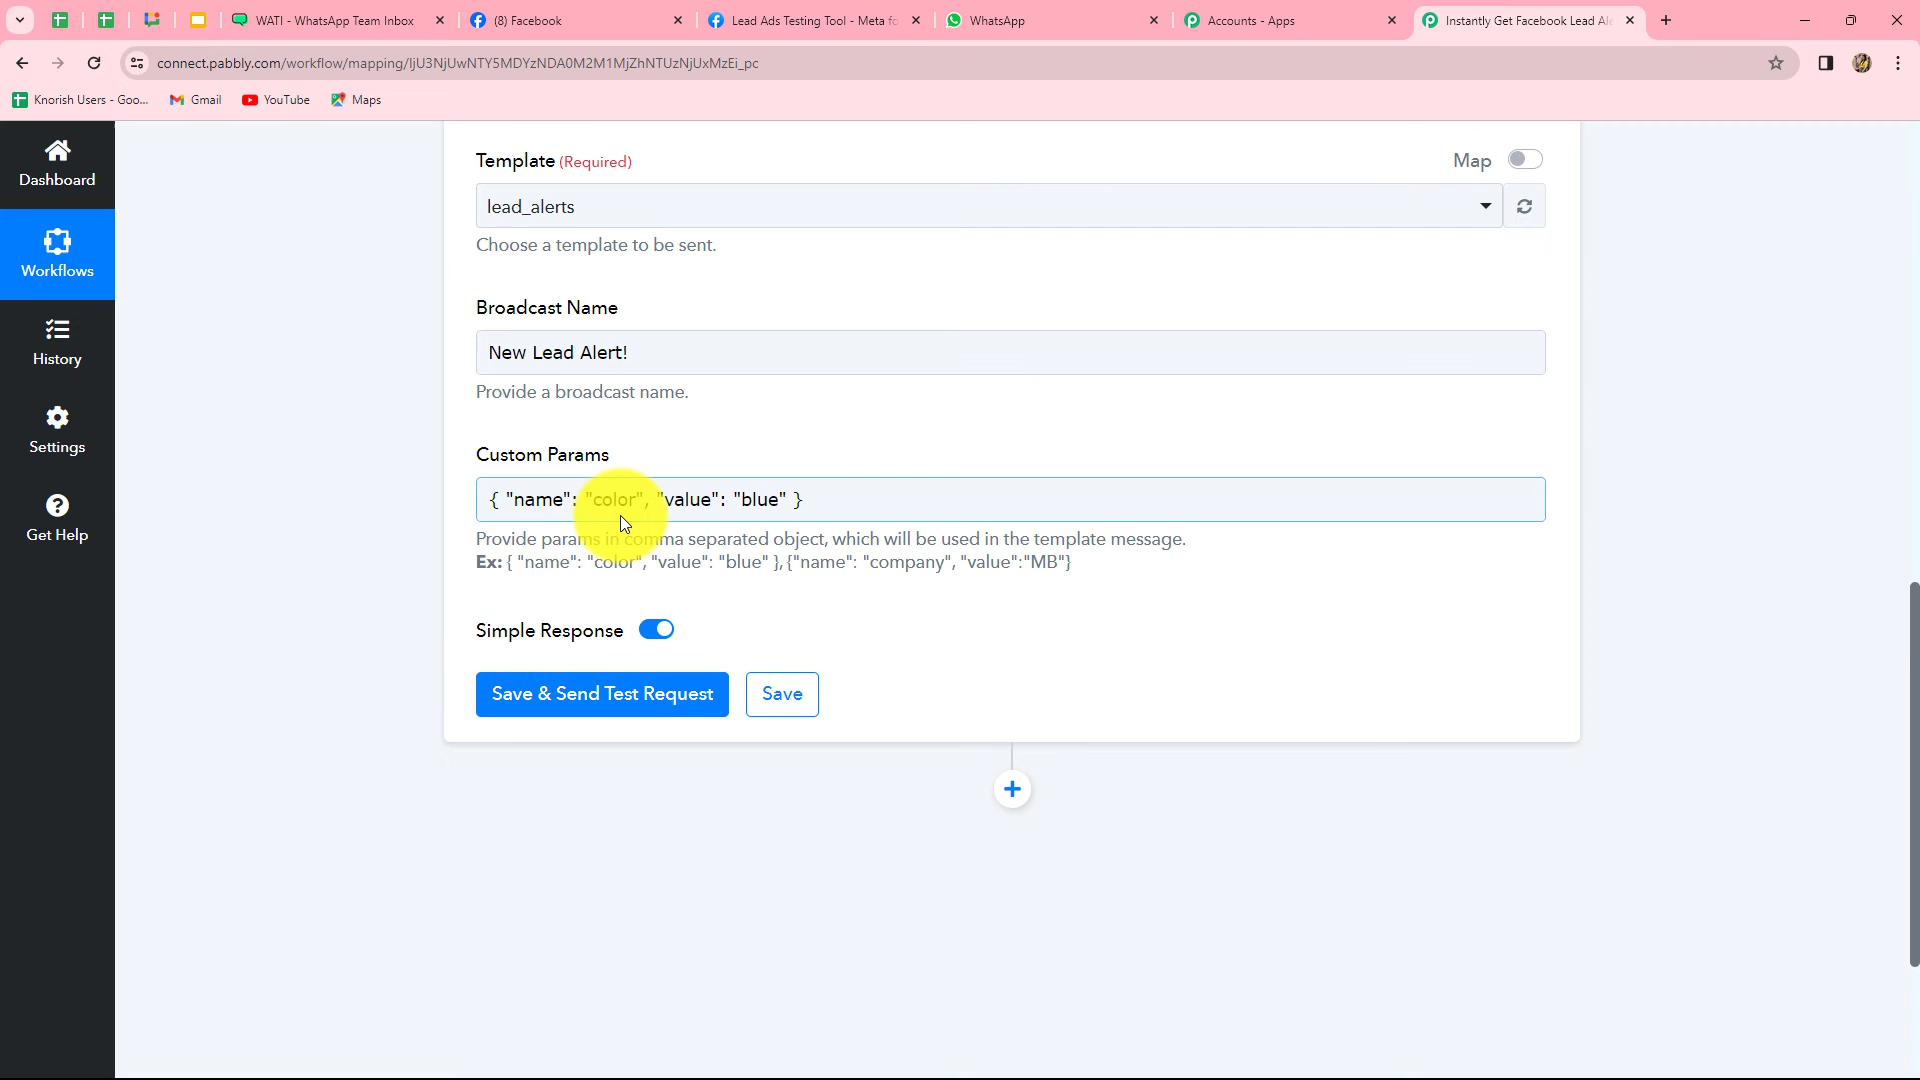 WATI - WhatsApp Team Inbox
(8) Facebook
Lead Ads Testing Tool - Meta fo
WhatsApp
Accounts - Apps
Instantly Get Facebook Lead Ale
connect.pabbly.com/workflow/mapping/IjU3NjUwNTY5MDYzNDA0M2M1MjZhNTUzNjUxMzEi_pc
Knorish Users - Goo...
Gmail
YouTube
Maps
Dashboard
Workflows
History
Settings
Get Help
Template (Required)
Map
lead_alerts
Choose a template to be sent.
Broadcast Name
New Lead Alert!
Provide a broadcast name.
Custom Params
{ "name": "color", "value": "blue" }
Provide params in comma separated object, which will be used in the template message.
Ex: { "name": "color", "value": "blue" },{"name": "company", "value":"MB"}
Simple Response
Save & Send Test Request
Save